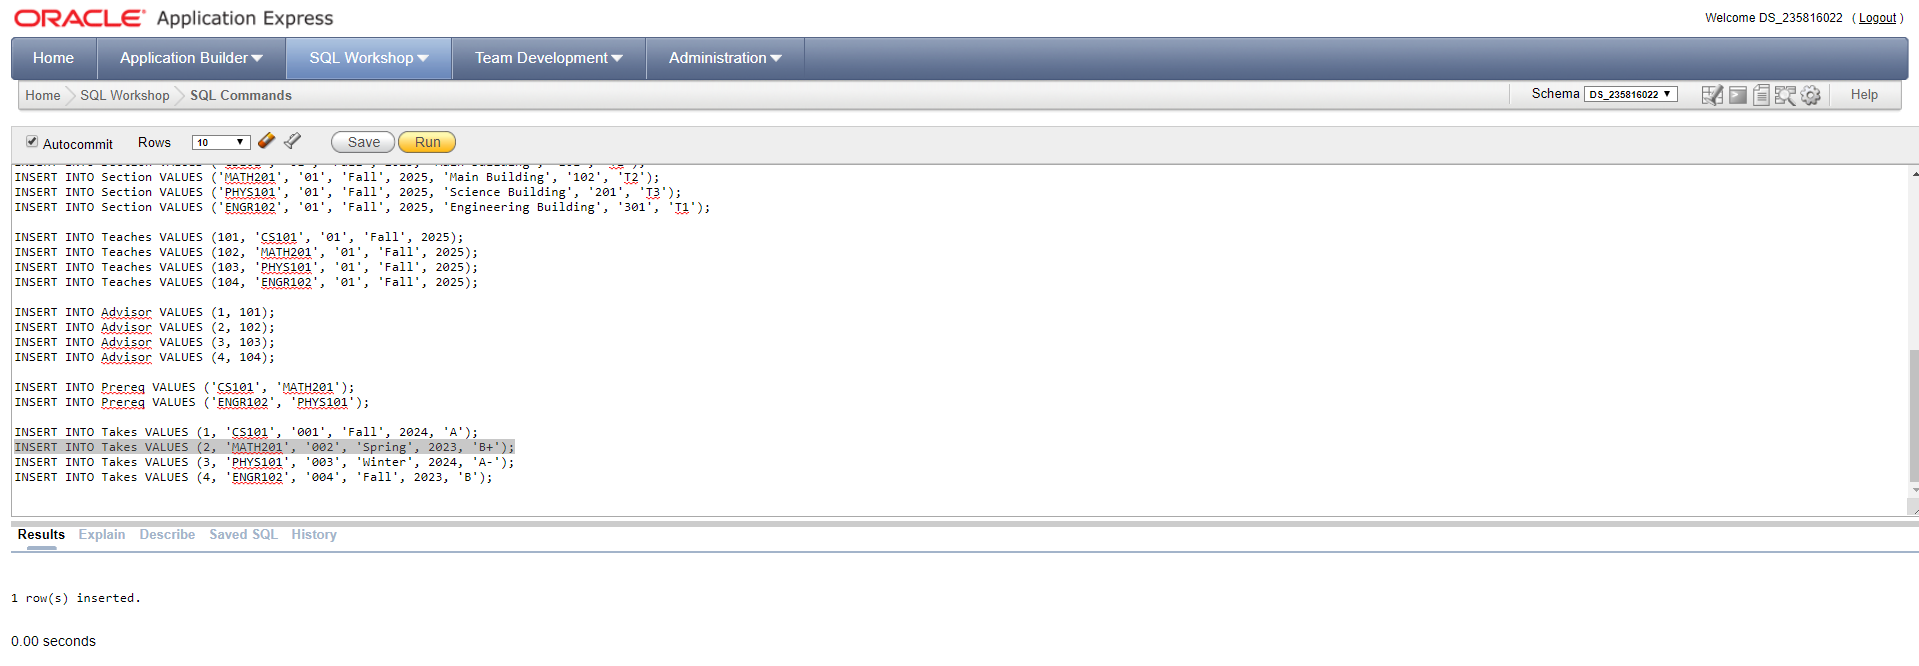 ORACLE Application Express
Welcome DS_235816022 ( Logout )
Home Application Builder SQL Workshop Team Development Administration
Home SQL Workshop SQL Commands Schema DS_235816022 Help
Autocommit Rows 10 Save Run
INSERT INTO Section VALUES ('MATH201', '01', 'Fall', 2025, 'Main Building', '102', 'T2');
INSERT INTO Section VALUES ('PHYS101', '01', 'Fall', 2025, 'Science Building', '201', 'T3');
INSERT INTO Section VALUES ('ENGR102', '01', 'Fall', 2025, 'Engineering Building', '301', 'T1');
INSERT INTO Teaches VALUES (101, 'CS101', '01', 'Fall', 2025);
INSERT INTO Teaches VALUES (102, 'MATH201', '01', 'Fall', 2025);
INSERT INTO Teaches VALUES (103, 'PHYS101', '01', 'Fall', 2025);
INSERT INTO Teaches VALUES (104, 'ENGR102', '01', 'Fall', 2025);
INSERT INTO Advisor VALUES (1, 101);
INSERT INTO Advisor VALUES (2, 102);
INSERT INTO Advisor VALUES (3, 103);
INSERT INTO Advisor VALUES (4, 104);
INSERT INTO Prereq VALUES ('CS101', 'MATH201');
INSERT INTO Prereq VALUES ('ENGR102', 'PHYS101');
INSERT INTO Takes VALUES (1, 'CS101', '001', 'Fall', 2024, 'A');
INSERT INTO Takes VALUES (2, 'MATH201', '002', 'Spring', 2023, 'B+');
INSERT INTO Takes VALUES (3, 'PHYS101', '003', 'Winter', 2024, 'A-');
INSERT INTO Takes VALUES (4, 'ENGR102', '004', 'Fall', 2023, 'B');
Results Explain Describe Saved SQL History
1 row(s) inserted.
0.00 seconds